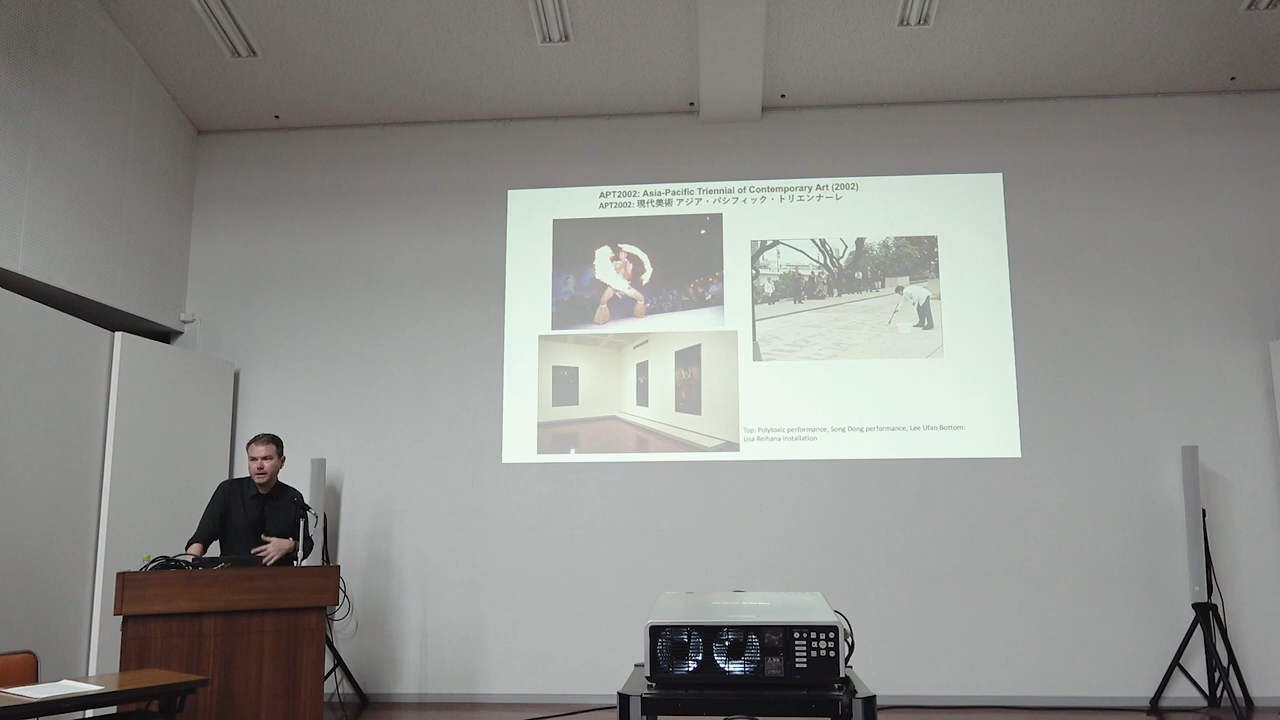 APT2002: Asia-Pacific Triennial of Contemporary Art (2002)
APT2002: 現代美術 アジア・パシフィック・トリエンナーレ
Top: Polytoxic performance, Song Dong performance, Lee Ufan Bottom:
Lisa Reihana installation